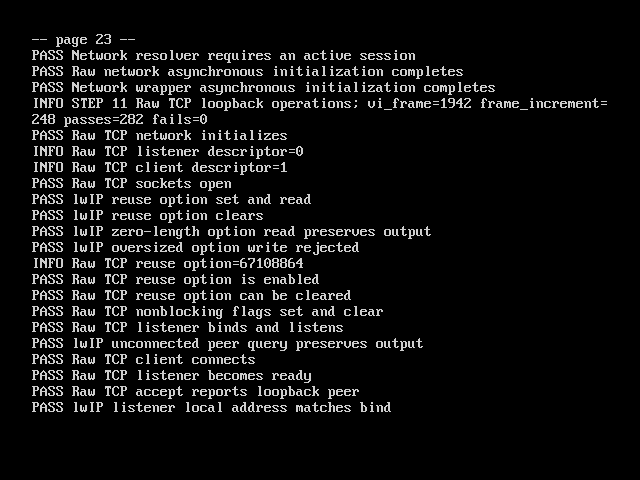 -- page 23 --
PASS Network resolver requires an active session
PASS Raw network asynchronous initialization completes
PASS Network wrapper asynchronous initialization completes
INFO STEP 11 Raw TCP loopback operations; vi_frame=1942 frame_increment=
248 passes=282 fails=0
PASS Raw TCP network initializes
INFO Raw TCP listener descriptor=0
INFO Raw TCP client descriptor=1
PASS Raw TCP sockets open
PASS lwIP reuse option set and read
PASS lwIP reuse option clears
PASS lwIP zero-length option read preserves output
PASS lwIP oversized option write rejected
INFO Raw TCP reuse option=67108864
PASS Raw TCP reuse option is enabled
PASS Raw TCP reuse option can be cleared
PASS Raw TCP nonblocking flags set and clear
PASS Raw TCP listener binds and listens
PASS lwIP unconnected peer query preserves output
PASS Raw TCP client connects
PASS Raw TCP listener becomes ready
PASS Raw TCP accept reports loopback peer
PASS lwIP listener local address matches bind